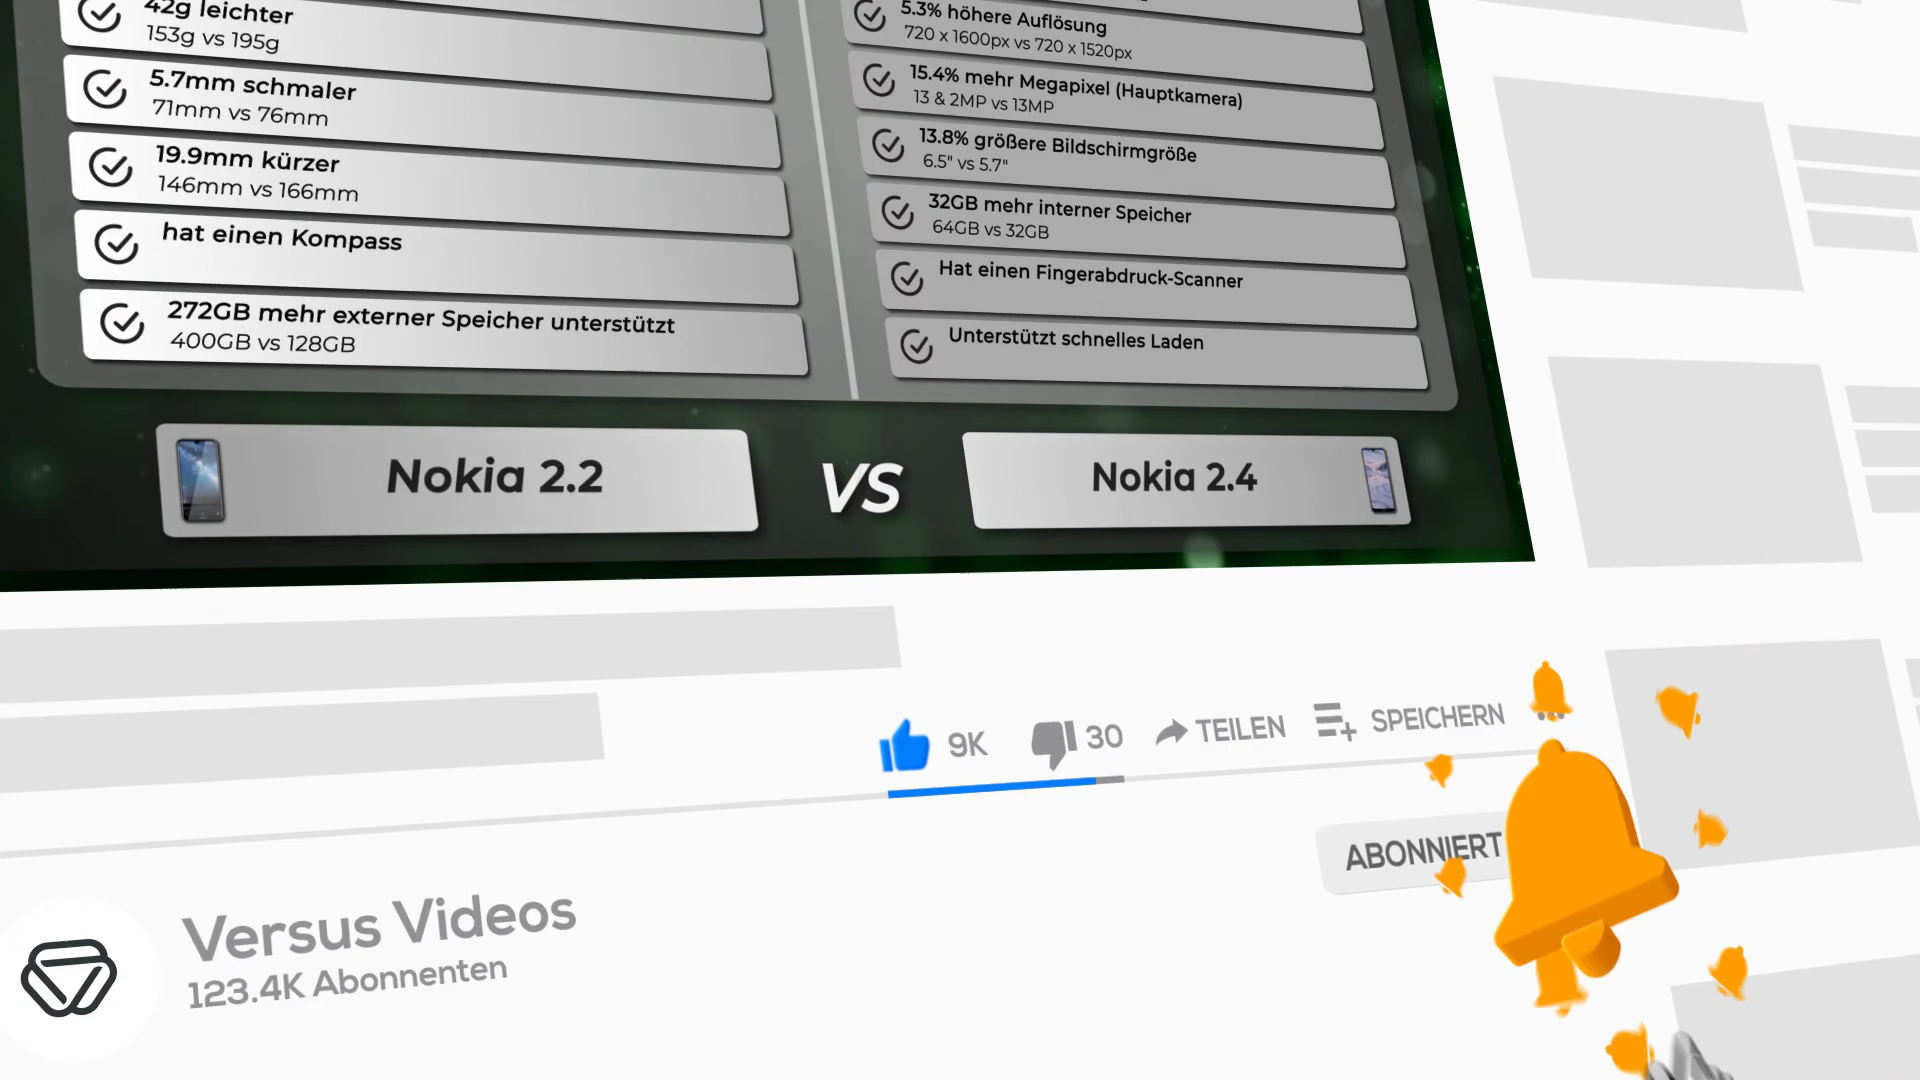 42g leichter
153g vs 195g
5.7mm schmaler
71mm vs 76mm
19.9mm kürzer
146mm vs 166mm
hat einen Kompass
272GB mehr externer Speicher unterstützt
400GB vs 128GB
5.3% höhere Auflösung
720 x 1600px vs 720 x 1520px
15.4% mehr Megapixel (Hauptkamera)
13 & 2MP vs 13MP
13.8% größere Bildschirmgröße
6.5" vs 5.7"
32GB mehr interner Speicher
64GB vs 32GB
Hat einen Fingerabdruck-Scanner
Unterstützt schnelles Laden
Nokia 2.2
VS
Nokia 2.4
9K
30
TEILEN
SPEICHERN
ABONNIERT
Versus Videos
123.4K Abonnenten